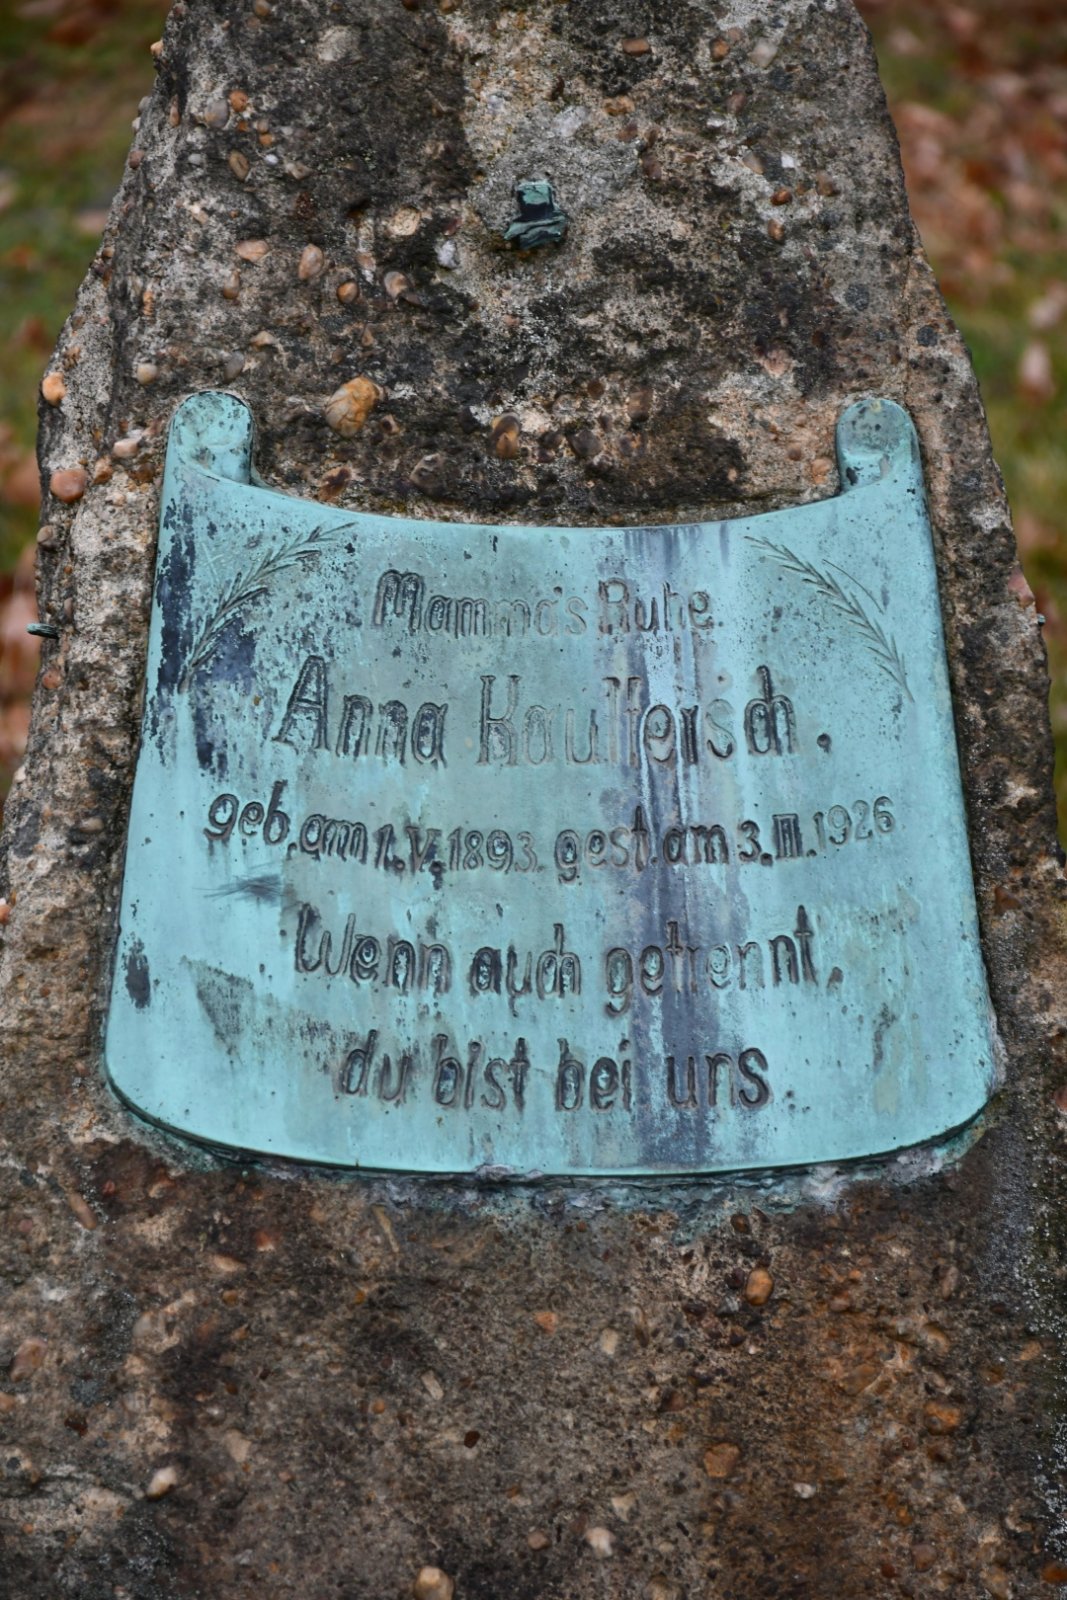 Mamma's Ruhe.
Anna Kaulfersch.
geb. am 1. V. 1893. gest. am 3. III. 1926
Wenn auch getrennt,
du bist bei uns.